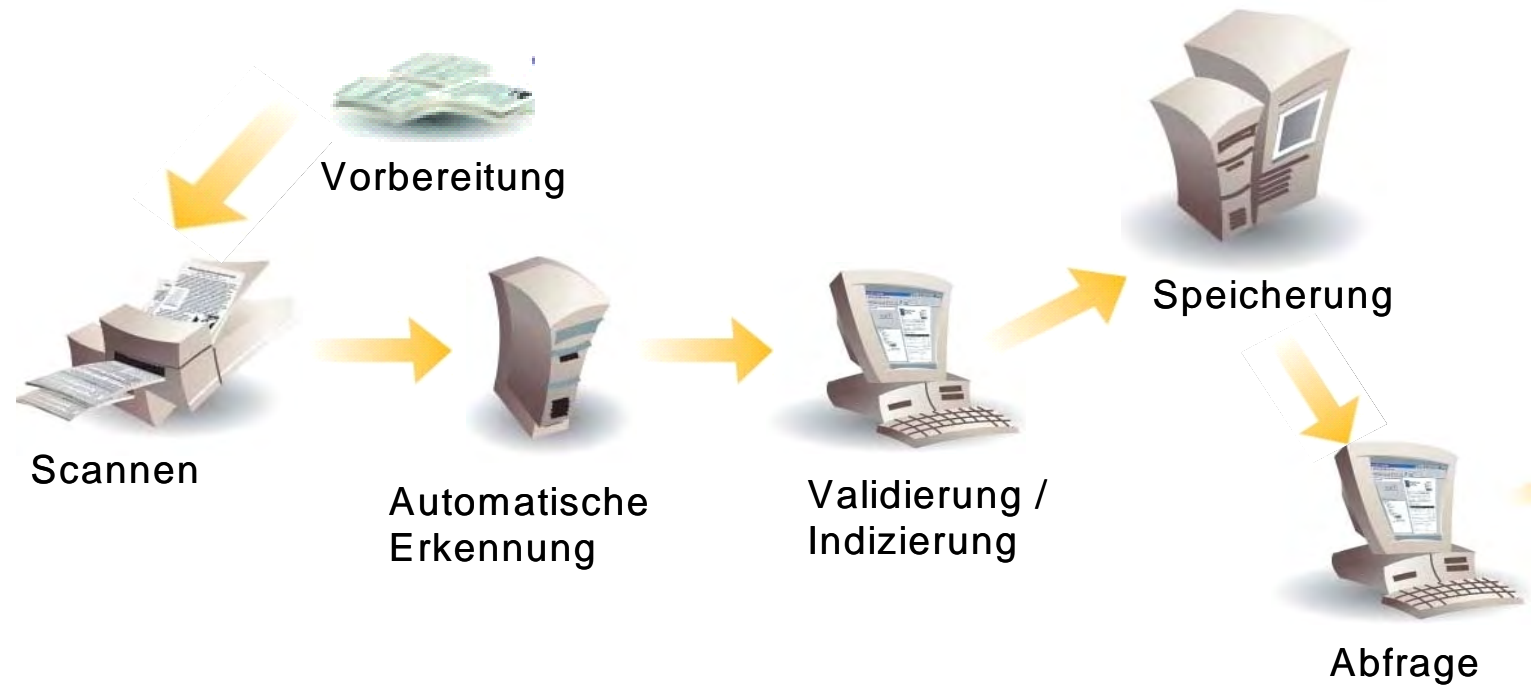 Vorbereitung
Scannen
Automatische
Erkennung
Validierung /
Indizierung
Speicherung
Abfrage